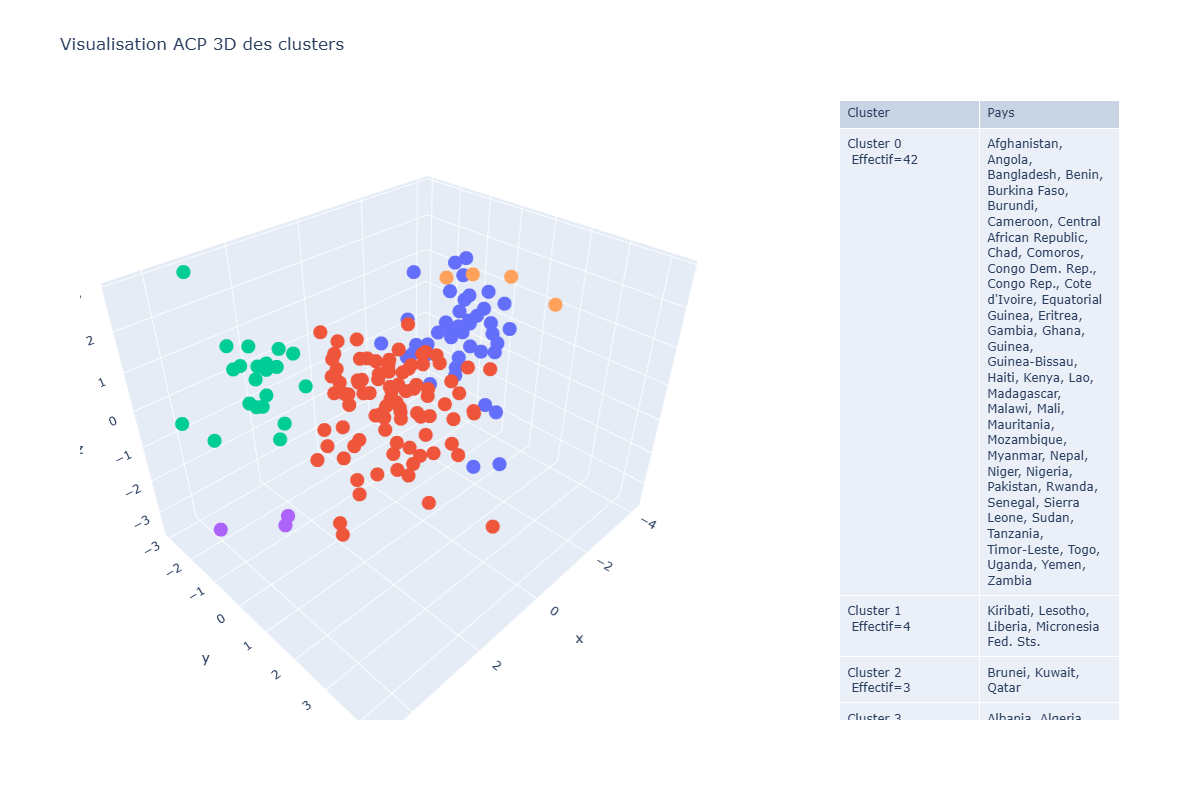 Visualisation ACP 3D des clusters
2
1
0
−1
−2
−3
−3
−2
−1
0
1
2
3
y
2
0
−2
−4
x
Cluster
Pays
Cluster 0
Effectif=42
Afghanistan,
Angola,
Bangladesh, Benin,
Burkina Faso,
Burundi,
Cameroon, Central
African Republic,
Chad, Comoros,
Congo Dem. Rep.,
Congo Rep., Cote
d'Ivoire, Equatorial
Guinea, Eritrea,
Gambia, Ghana,
Guinea,
Guinea-Bissau,
Haiti, Kenya, Lao,
Madagascar,
Malawi, Mali,
Mauritania,
Mozambique,
Myanmar, Nepal,
Niger, Nigeria,
Pakistan, Rwanda,
Senegal, Sierra
Leone, Sudan,
Tanzania,
Timor-Leste, Togo,
Uganda, Yemen,
Zambia
Cluster 1
Effectif=4
Kiribati, Lesotho,
Liberia, Micronesia
Fed. Sts.
Cluster 2
Effectif=3
Brunei, Kuwait,
Qatar
Cluster 3
Albania, Algeria